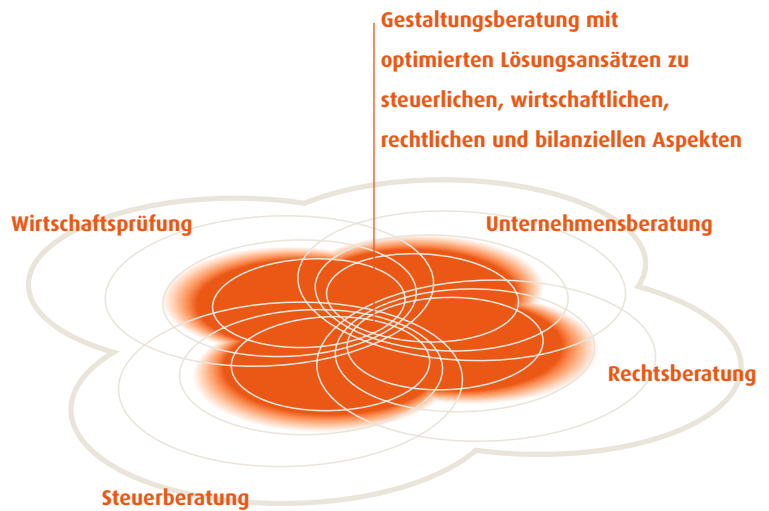 Gestaltungsberatung mit
optimierten Lösungsansätzen zu
steuerlichen, wirtschaftlichen,
rechtlichen und bilanziellen Aspekten
Wirtschaftsprüfung
Unternehmensberatung
Rechtsberatung
Steuerberatung